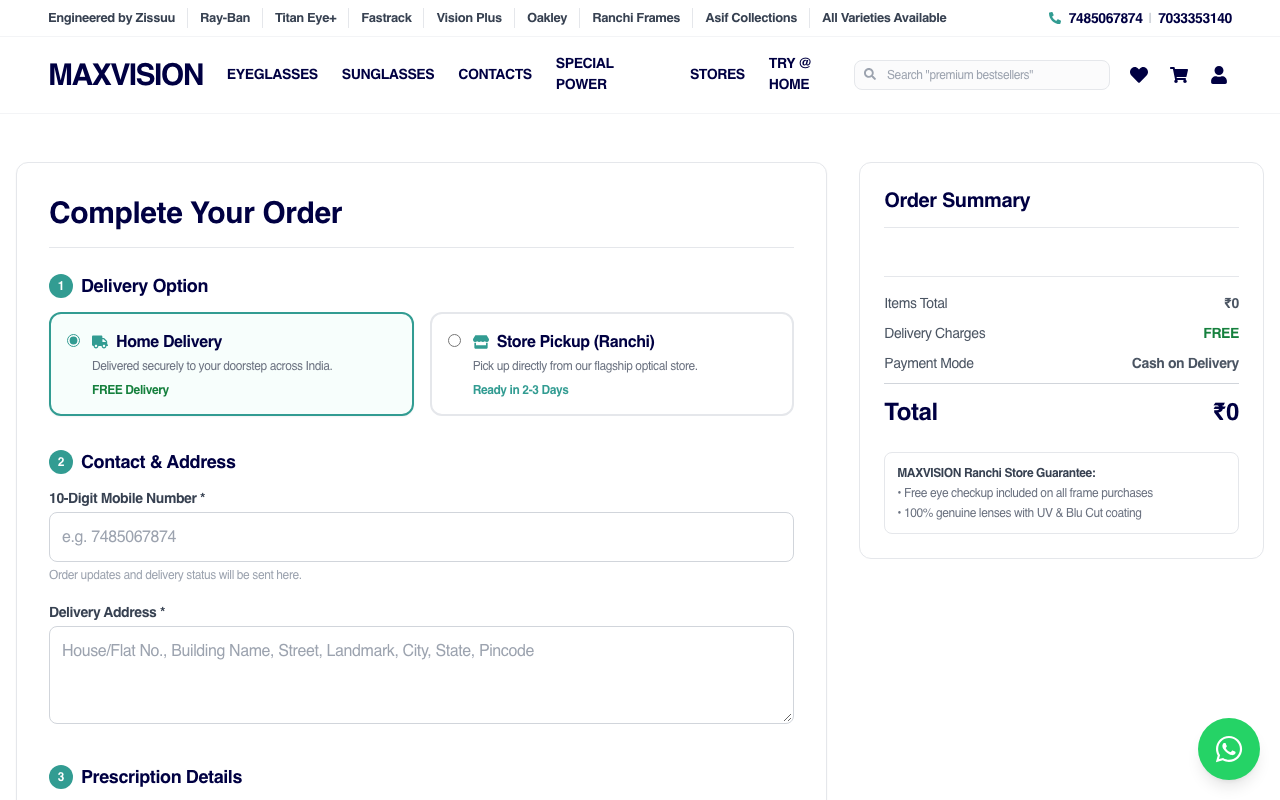 Engineered by Zissuu
Ray-Ban
Titan Eye+
Fastrack
Vision Plus
Oakley
Ranchi Frames
Asif Collections
All Varieties Available
7485067874 | 7033353140
MAXVISION
EYEGLASSES
SUNGLASSES
CONTACTS
SPECIAL
POWER
STORES
TRY @
HOME
Search "premium bestsellers"
Complete Your Order
1 Delivery Option
Home Delivery
Delivered securely to your doorstep across India.
FREE Delivery
Store Pickup (Ranchi)
Pick up directly from our flagship optical store.
Ready in 2-3 Days
2 Contact & Address
10-Digit Mobile Number *
e.g. 7485067874
Order updates and delivery status will be sent here.
Delivery Address *
House/Flat No., Building Name, Street, Landmark, City, State, Pincode
3 Prescription Details
Order Summary
Items Total ₹0
Delivery Charges FREE
Payment Mode Cash on Delivery
Total ₹0
MAXVISION Ranchi Store Guarantee:
• Free eye checkup included on all frame purchases
• 100% genuine lenses with UV & Blu Cut coating